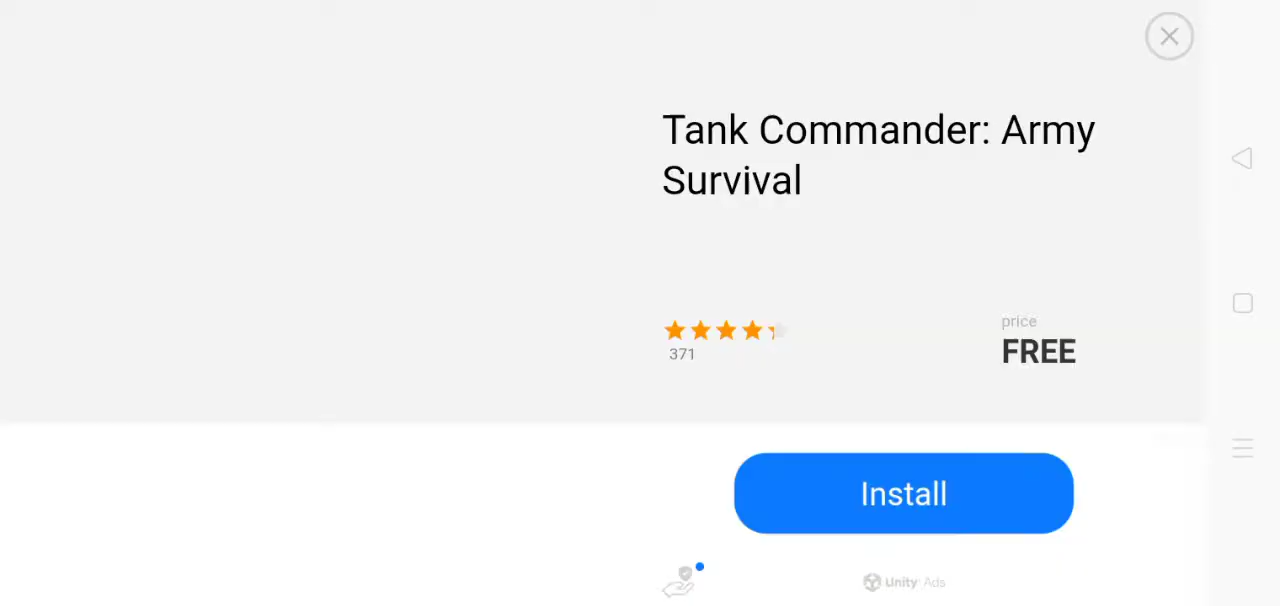 Tank Commander: Army
Survival
371
price
FREE
Install
Unity Ads